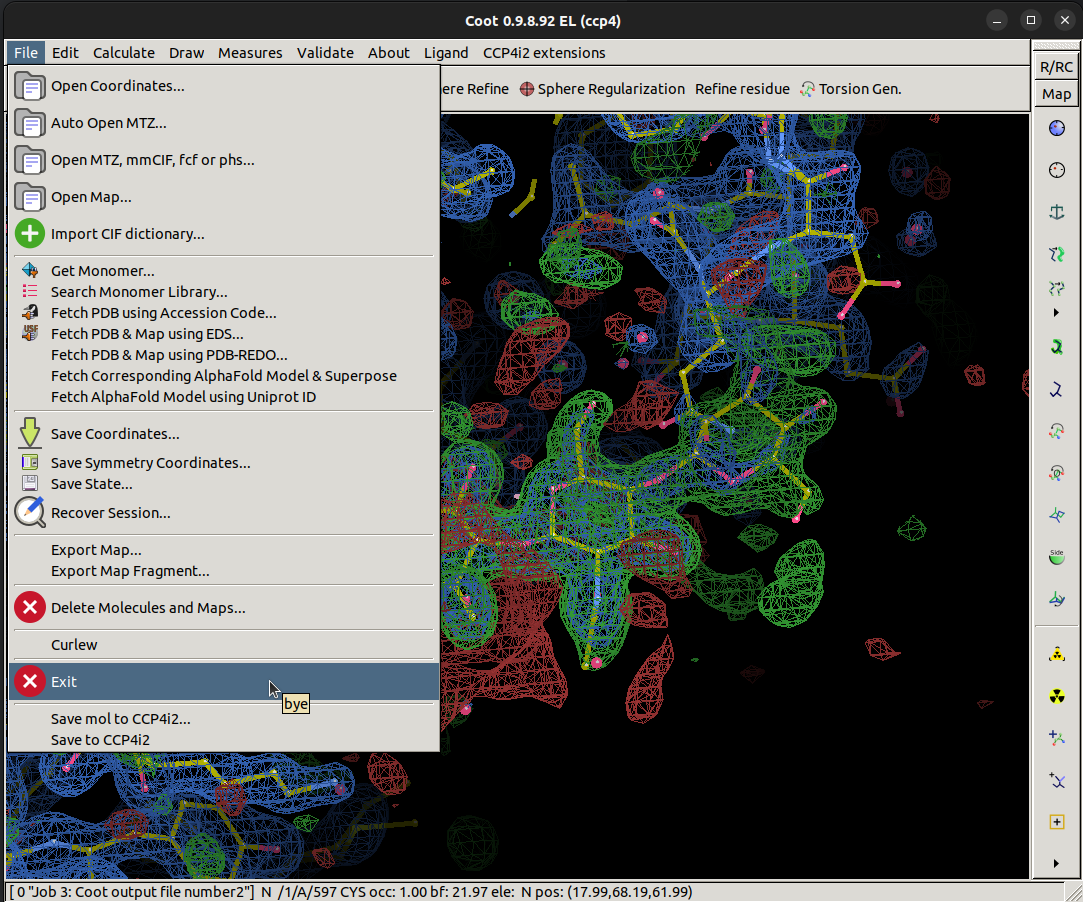 Coot 0.9.8.92 EL (ccp4)
File Edit Calculate Draw Measures Validate About Ligand CCP4i2 extensions
R/RC
Map
Refine Sphere Regularization Refine residue Torsion Gen.
Open Coordinates...
Auto Open MTZ...
Open MTZ, mmCIF, fcf or phs...
Open Map...
Import CIF dictionary...
Get Monomer...
Search Monomer Library...
Fetch PDB using Accession Code...
Fetch PDB & Map using EDS...
Fetch PDB & Map using PDB-REDO...
Fetch Corresponding AlphaFold Model & Superpose
Fetch AlphaFold Model using Uniprot ID
Save Coordinates...
Save Symmetry Coordinates...
Save State...
Recover Session...
Export Map...
Export Map Fragment...
Delete Molecules and Maps...
Curlew
Exit
bye
Save mol to CCP4i2...
Save to CCP4i2
Side
[ 0 "Job 3: Coot output file number2"] N /1/A/597 CYS occ: 1.00 bf: 21.97 ele: N pos: (17.99,68.19,61.99)